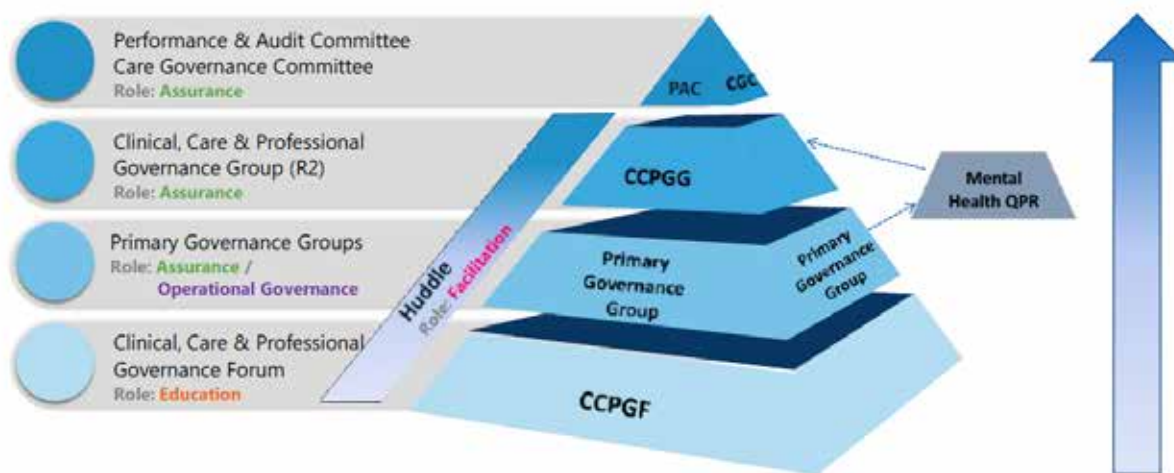 Performance & Audit Committee
Care Governance Committee
Role: Assurance
Clinical, Care & Professional
Governance Group (R2)
Role: Assurance
Primary Governance Groups
Role: Assurance /
Operational Governance
Clinical, Care & Professional
Governance Forum
Role: Education
Huddle
Role: Facilitation
PAC
CGC
CCPGG
Primary
Governance
Group
Primary
Governance
Group
CCPGF
Mental
Health QPR